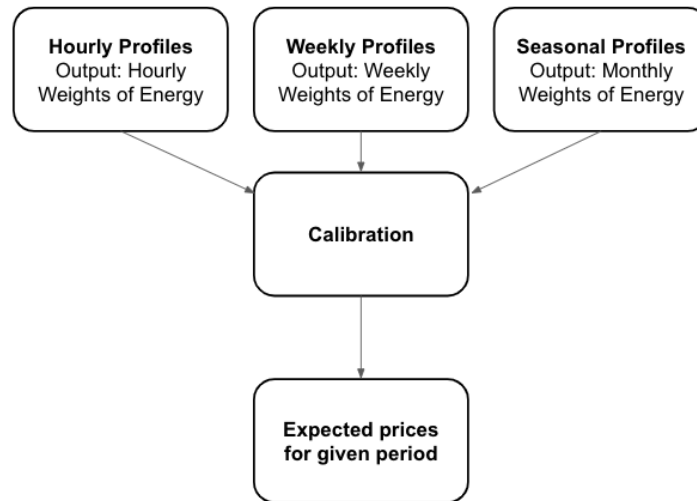 Hourly Profiles
Output: Hourly
Weights of Energy
Weekly Profiles
Output: Weekly
Weights of Energy
Seasonal Profiles
Output: Monthly
Weights of Energy
Calibration
Expected prices
for given period